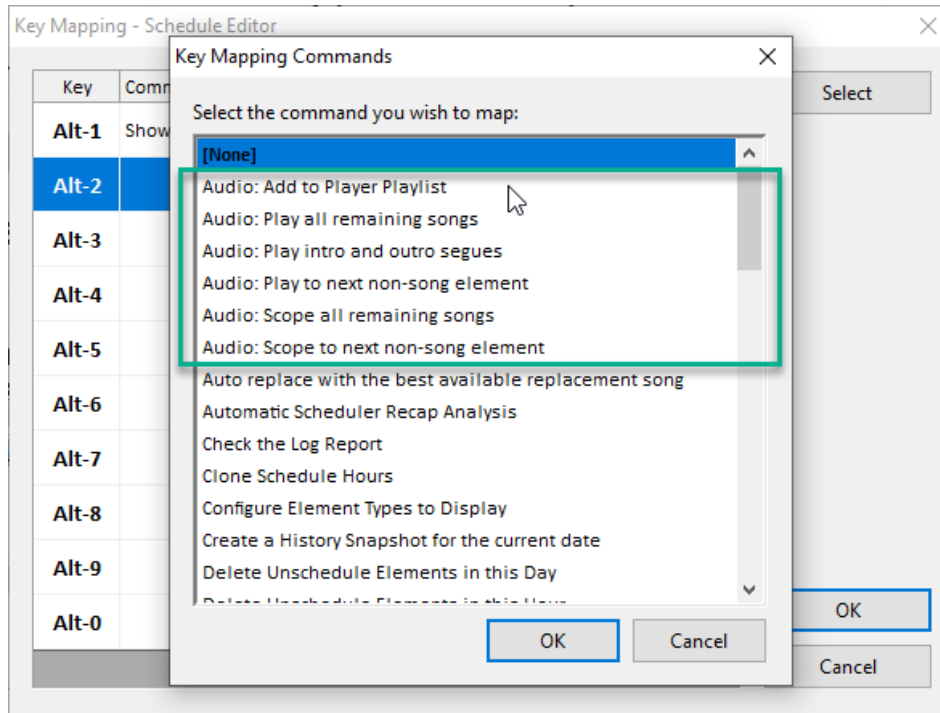 Key Mapping - Schedule Editor
Key Mapping Commands
Select the command you wish to map:
[None]
Audio: Add to Player Playlist
Audio: Play all remaining songs
Audio: Play intro and outro segues
Audio: Play to next non-song element
Audio: Scope all remaining songs
Audio: Scope to next non-song element
Auto replace with the best available replacement song
Automatic Scheduler Recap Analysis
Check the Log Report
Clone Schedule Hours
Configure Element Types to Display
Create a History Snapshot for the current date
Delete Unschedule Elements in this Day
Delete Unschedule Elements in this Hour
OK Cancel
Key Comm
Alt-1 Show
Alt-2
Alt-3
Alt-4
Alt-5
Alt-6
Alt-7
Alt-8
Alt-9
Alt-0
Select
OK
Cancel